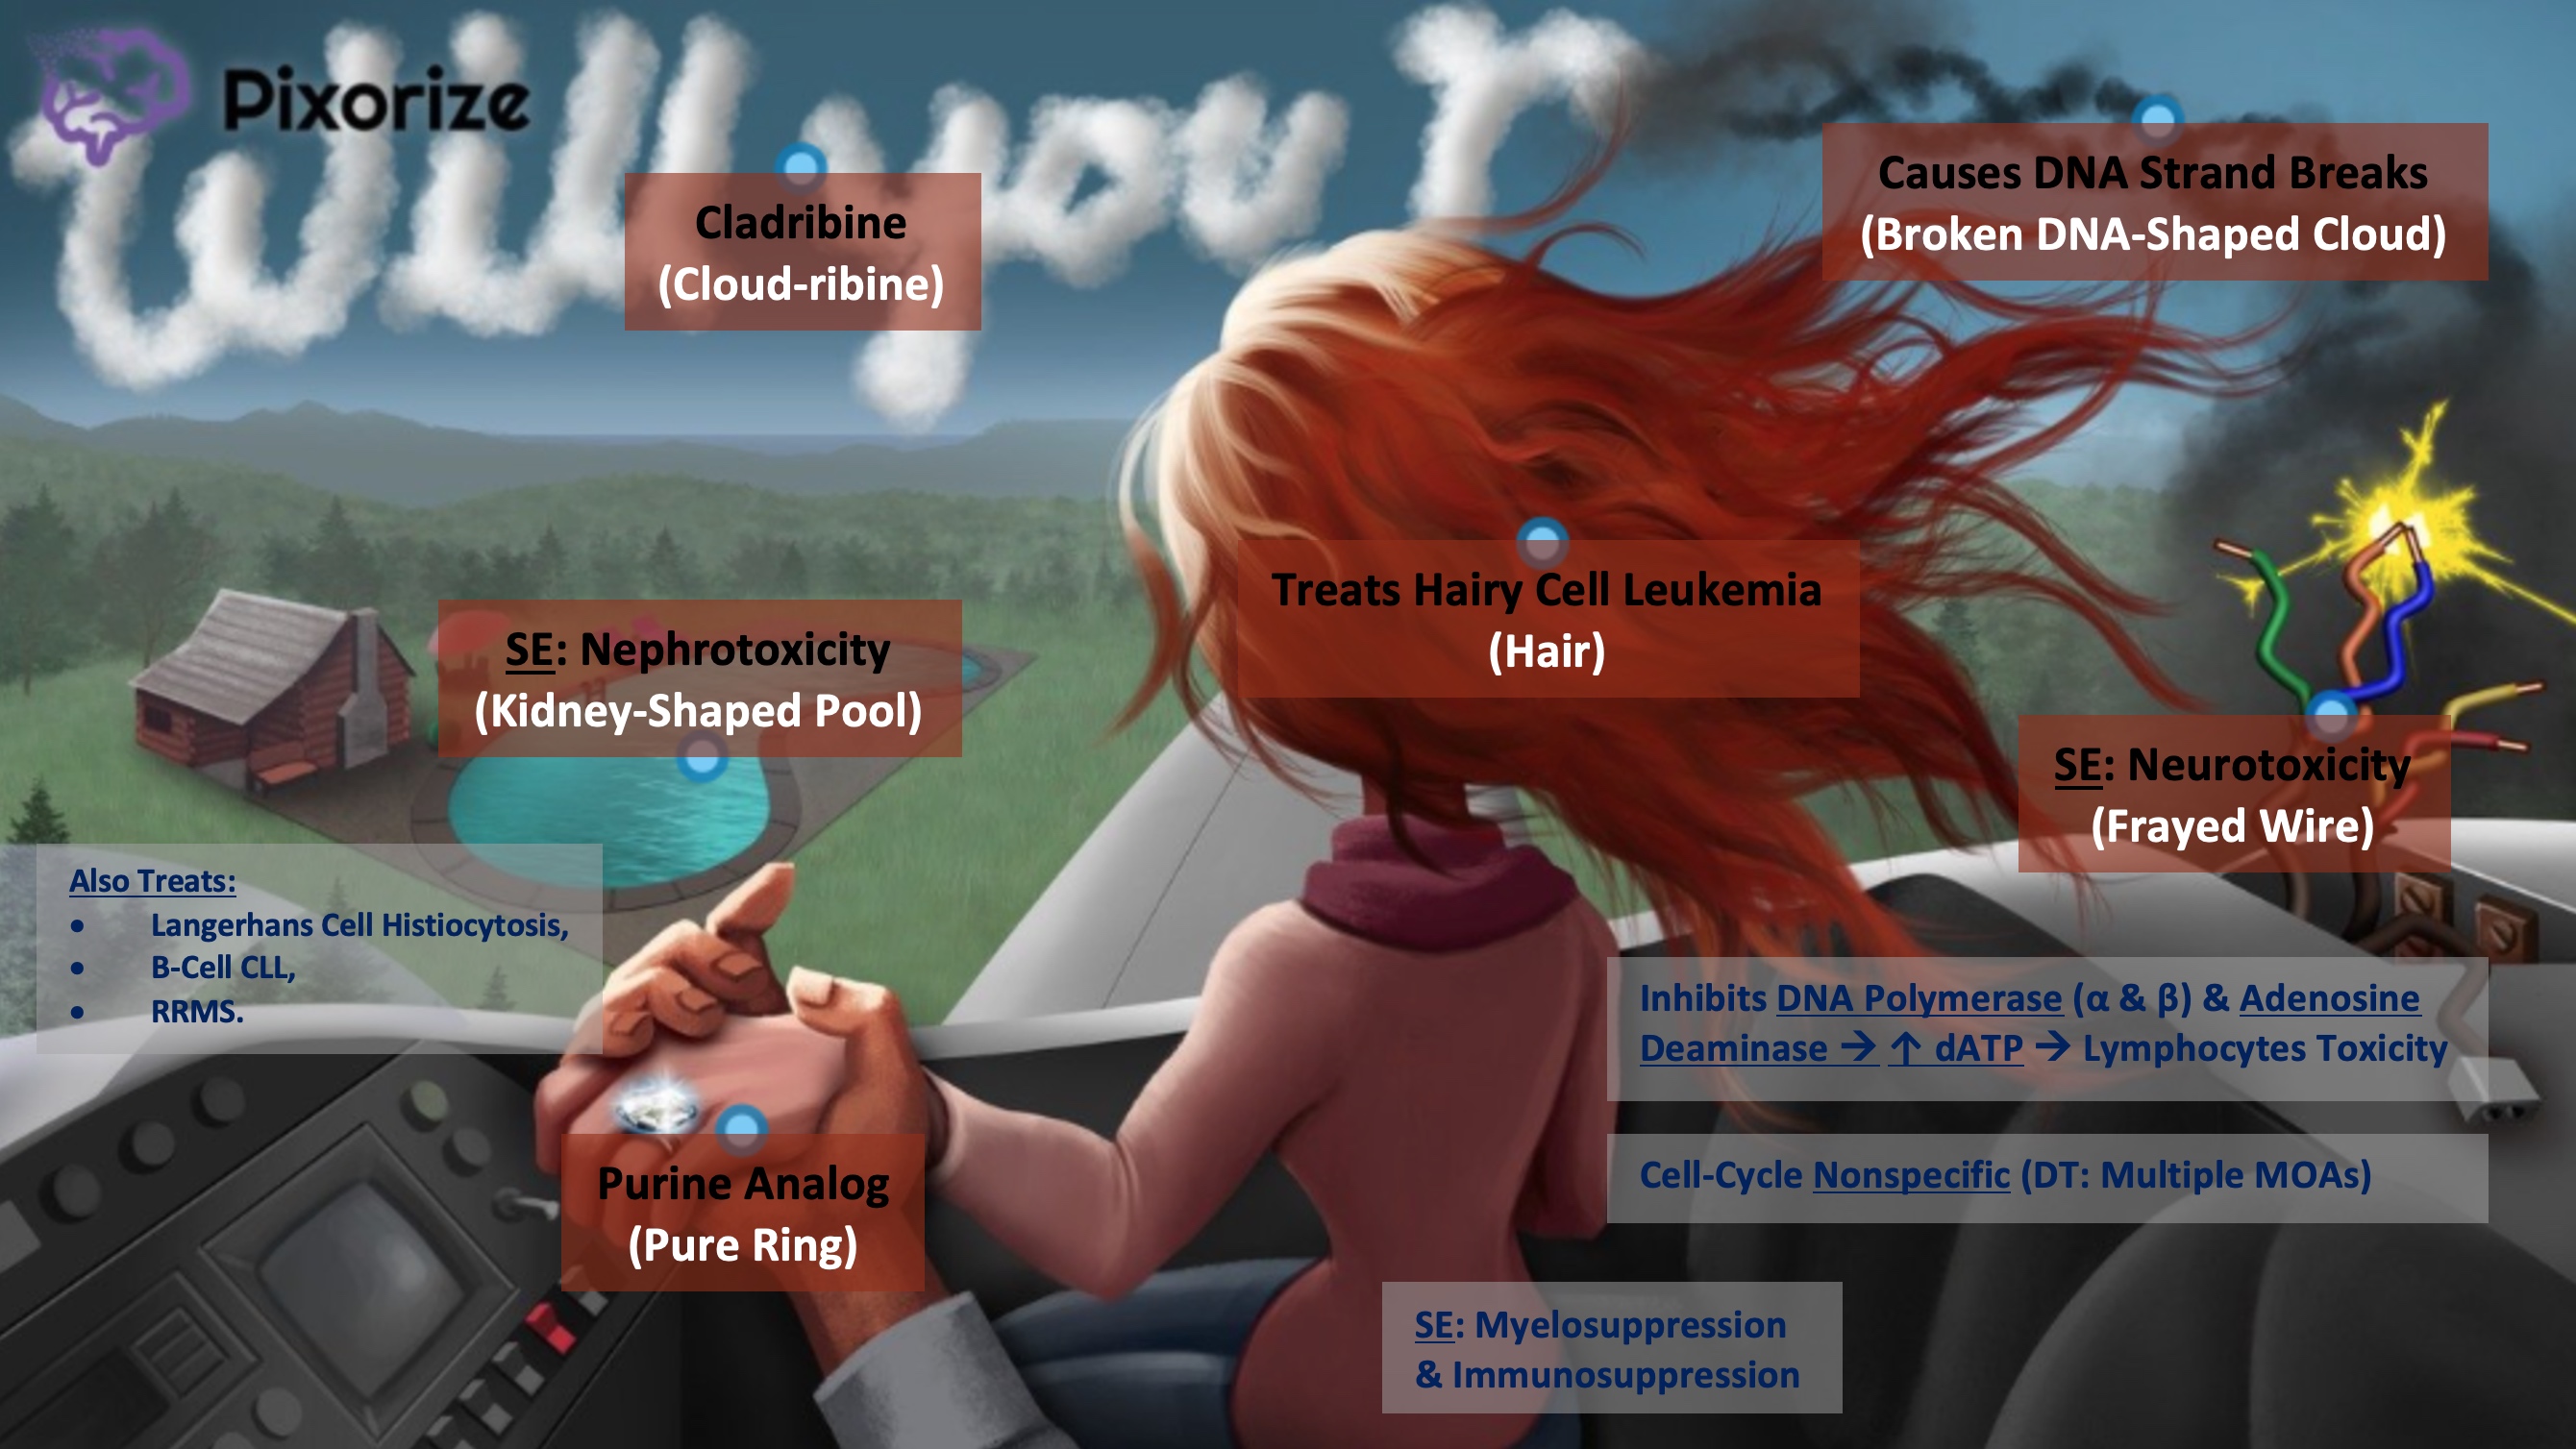 Will you r
Pixorize
Cladribine
(Cloud-ribine)
Causes DNA Strand Breaks
(Broken DNA-Shaped Cloud)
Treats Hairy Cell Leukemia
(Hair)
SE: Nephrotoxicity
(Kidney-Shaped Pool)
SE: Neurotoxicity
(Frayed Wire)
Also Treats:
• Langerhans Cell Histiocytosis,
• B-Cell CLL,
• RRMS.
Inhibits DNA Polymerase (α & β) & Adenosine
Deaminase → ↑ dATP → Lymphocytes Toxicity
Cell-Cycle Nonspecific (DT: Multiple MOAs)
Purine Analog
(Pure Ring)
SE: Myelosuppression
& Immunosuppression